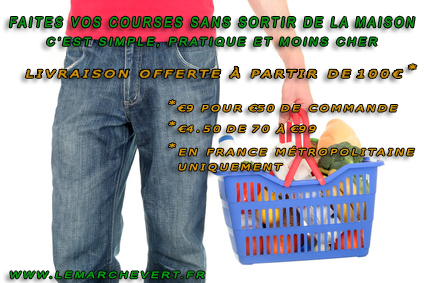 FAITES VOS COURSES SANS SORTIR DE LA MAISON
C'EST SIMPLE, PRATIQUE ET MOINS CHER
LIVRAISON OFFERTE À PARTIR DE 100€*
*€9 POUR €50 DE COMMANDE
*€4.50 DE 70 À €99
*EN FRANCE MÉTROPOLITAINE
UNIQUEMENT
WWW.LEMARCHEVERT.FR